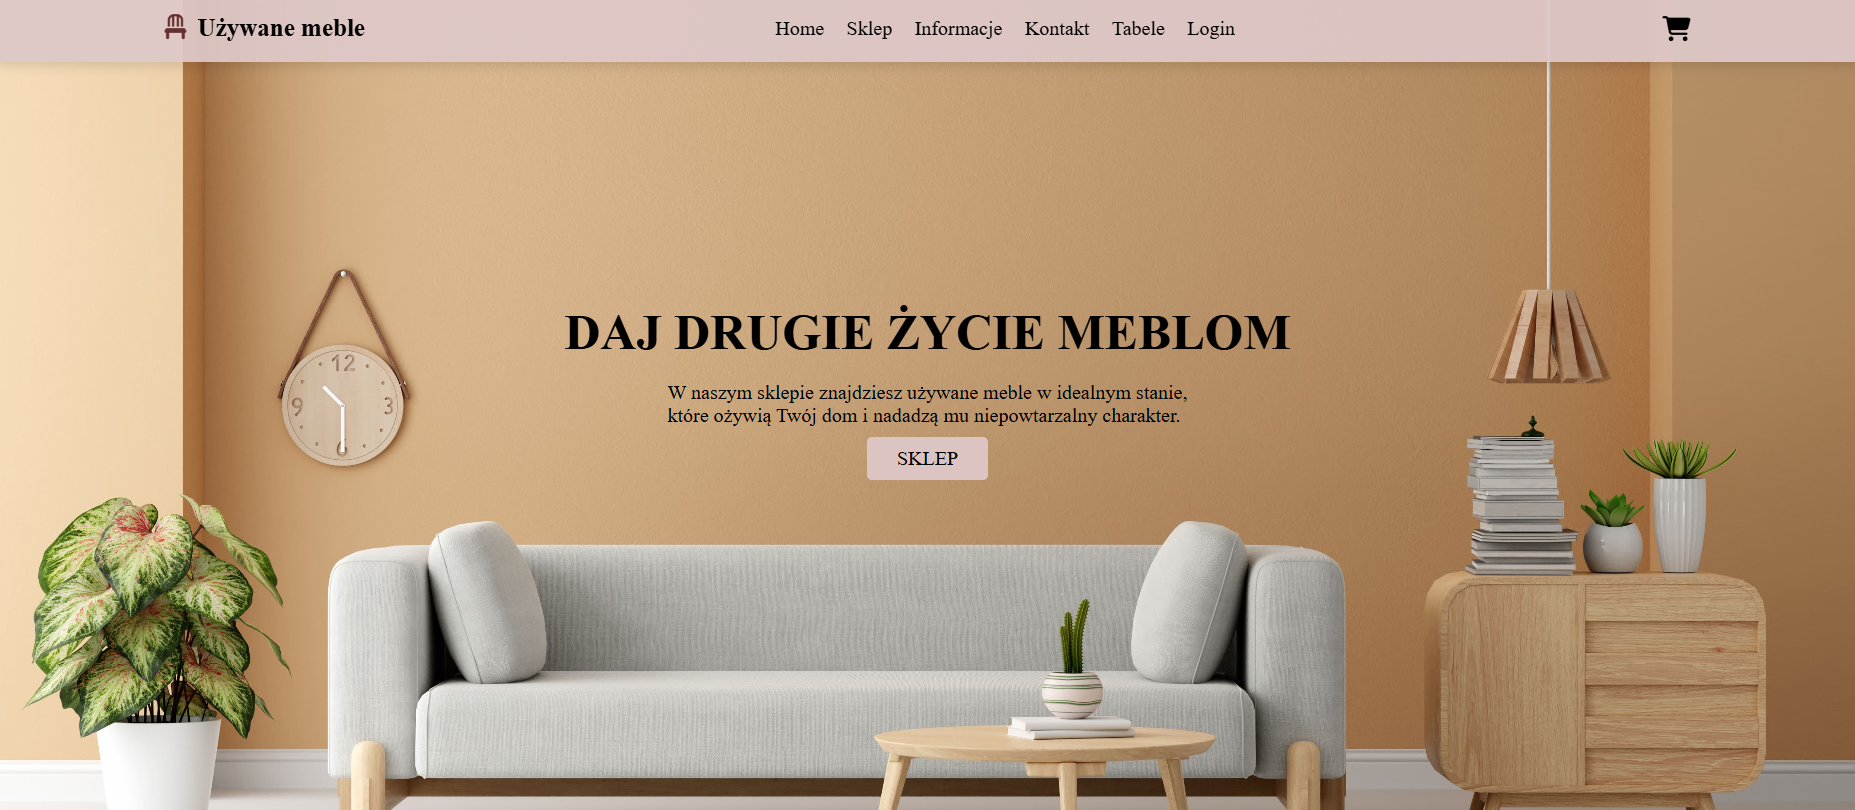 Używane meble
Home Sklep Informacje Kontakt Tabele Login
DAJ DRUGIE ŻYCIE MEBLOM
W naszym sklepie znajdziesz używane meble w idealnym stanie,
które ożywią Twój dom i nadadzą mu niepowtarzalny charakter.
SKLEP
12
9 3
6